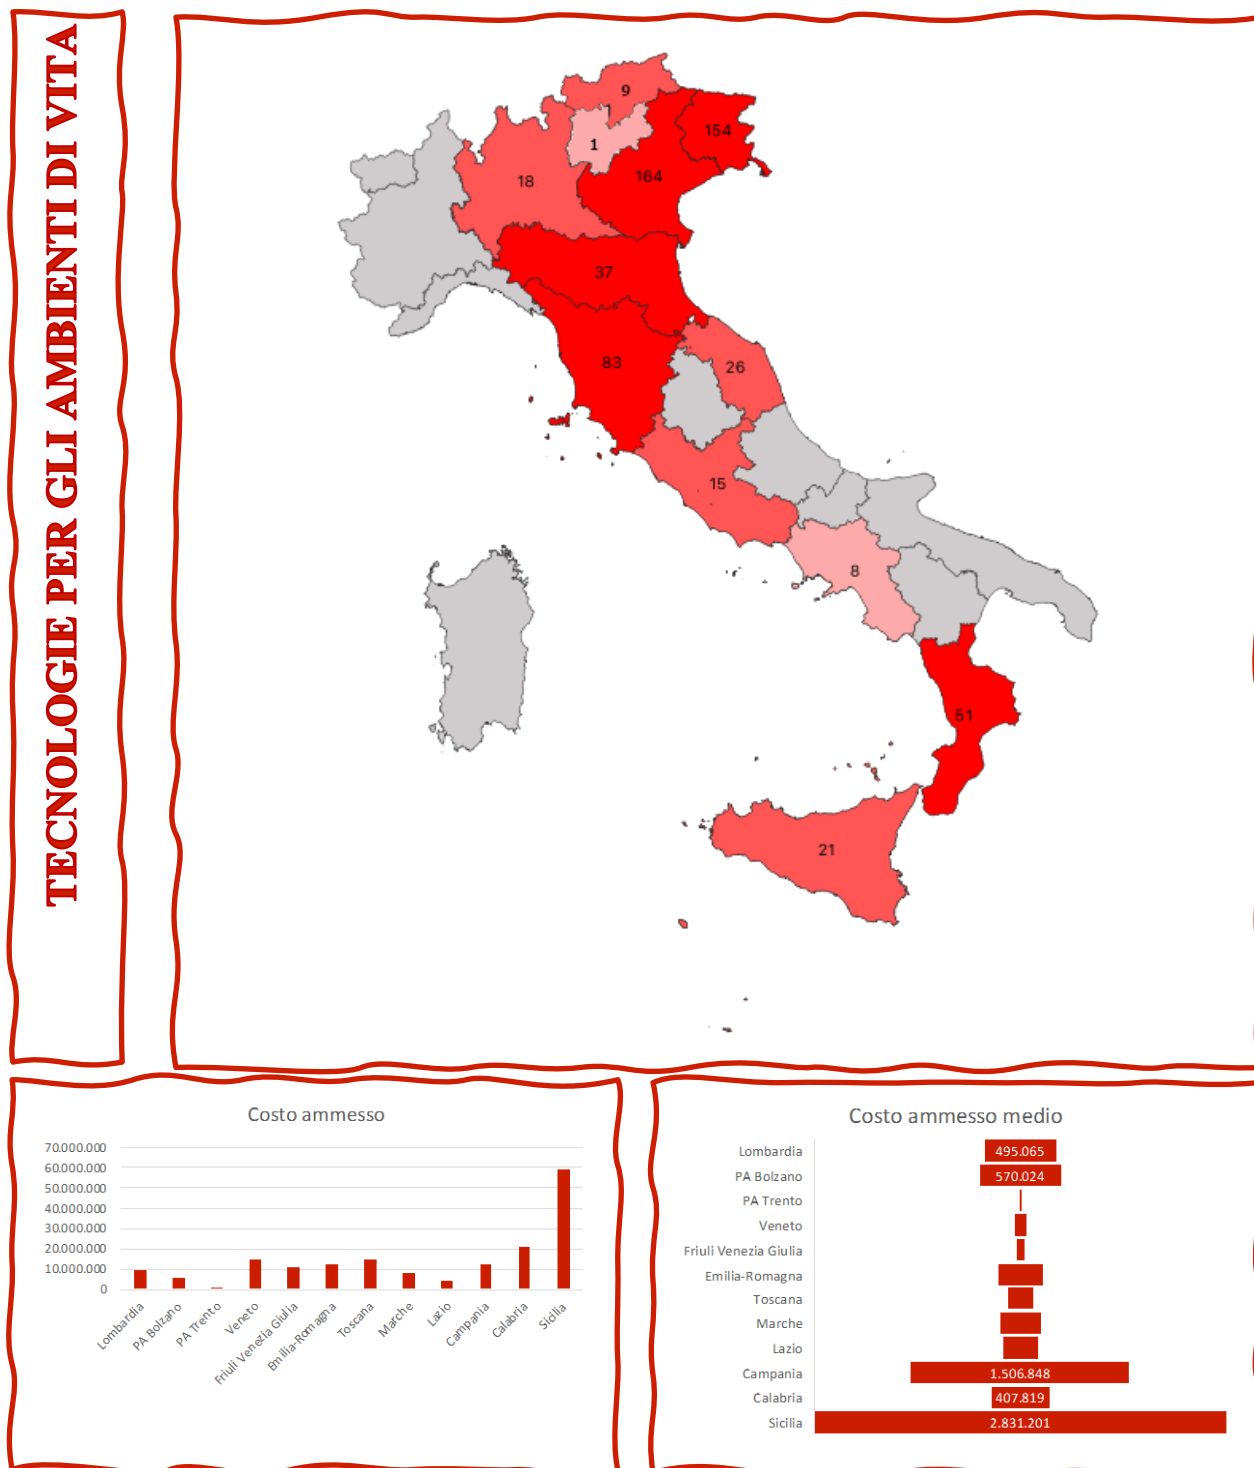 TECNOLOGIE PER GLI AMBIENTI DI VITA
9
154
1
164
18
37
83
26
15
8
51
21
Costo ammesso
70.000.000
60.000.000
50.000.000
40.000.000
30.000.000
20.000.000
10.000.000
0
Lombardia
PA Bolzano
PA Trento
Veneto
Friuli Venezia Giulia
Emilia-Romagna
Toscana
Marche
Lazio
Campania
Calabria
Sicilia
Costo ammesso medio
Lombardia 495.065
PA Bolzano 570.024
PA Trento
Veneto
Friuli Venezia Giulia
Emilia-Romagna
Toscana
Marche
Lazio
Campania 1.506.848
Calabria 407.819
Sicilia 2.831.201